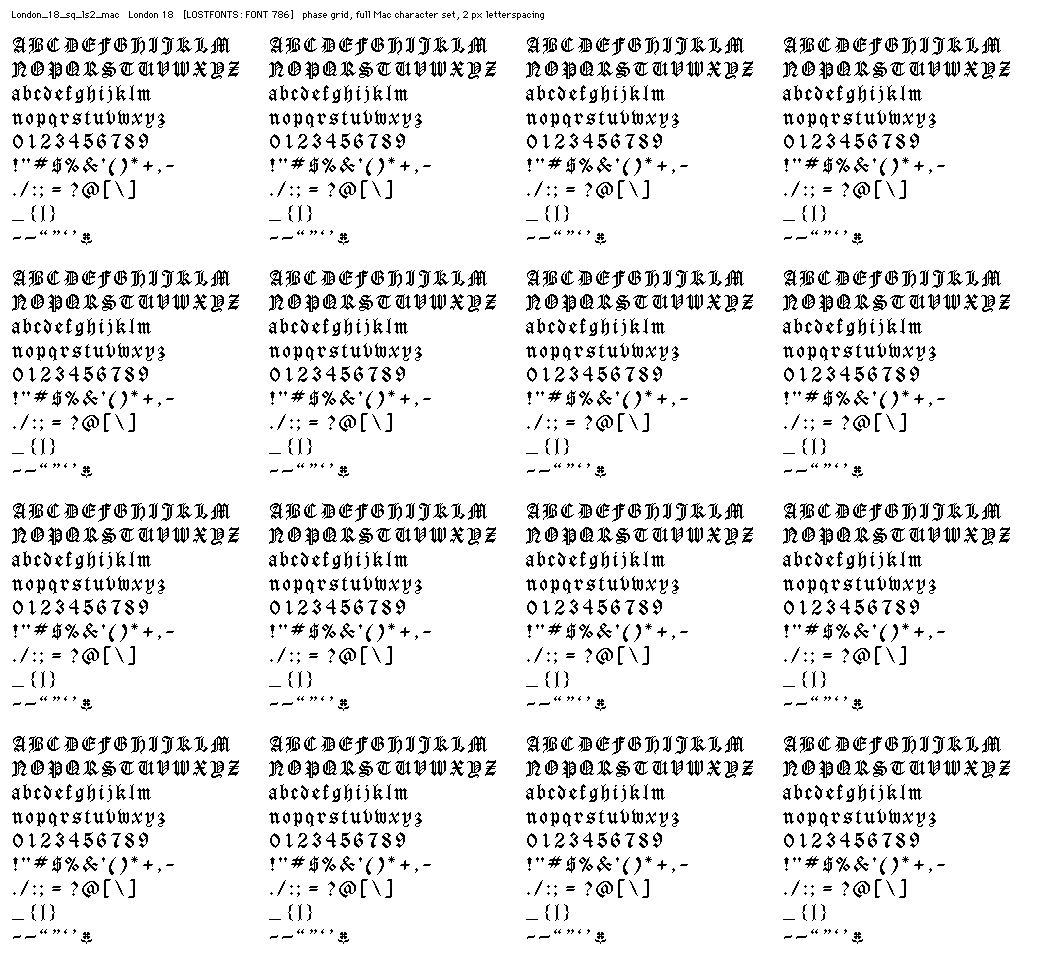 London_18_sq_ls2_mac London 18 [LOSTFONTS: FONT 786] phase grid, full Mac character set, 2 px letterspacing
ABCDEFGHIJKLM ABCDEFGHIJKLM ABCDEFGHIJKLM ABCDEFGHIJKLM
NOPQRSTUVWXYZ NOPQRSTUVWXYZ NOPQRSTUVWXYZ NOPQRSTUVWXYZ
abcdefghijklm abcdefghijklm abcdefghijklm abcdefghijklm
nopqrstuvwxyz nopqrstuvwxyz nopqrstuvwxyz nopqrstuvwxyz
0123456789 0123456789 0123456789 0123456789
!"#$%&'()*+,- !"#$%&'()*+,- !"#$%&'()*+,- !"#$%&'()*+,-
./:; = ?@[\] ./:; = ?@[\] ./:; = ?@[\] ./:; = ?@[\]
_ {|} _ {|} _ {|} _ {|}
–—“”‘’ –—“”‘’ –—“”‘’ –—“”‘’
ABCDEFGHIJKLM ABCDEFGHIJKLM ABCDEFGHIJKLM ABCDEFGHIJKLM
NOPQRSTUVWXYZ NOPQRSTUVWXYZ NOPQRSTUVWXYZ NOPQRSTUVWXYZ
abcdefghijklm abcdefghijklm abcdefghijklm abcdefghijklm
nopqrstuvwxyz nopqrstuvwxyz nopqrstuvwxyz nopqrstuvwxyz
0123456789 0123456789 0123456789 0123456789
!"#$%&'()*+,- !"#$%&'()*+,- !"#$%&'()*+,- !"#$%&'()*+,-
./:; = ?@[\] ./:; = ?@[\] ./:; = ?@[\] ./:; = ?@[\]
_ {|} _ {|} _ {|} _ {|}
–—“”‘’ –—“”‘’ –—“”‘’ –—“”‘’
ABCDEFGHIJKLM ABCDEFGHIJKLM ABCDEFGHIJKLM ABCDEFGHIJKLM
NOPQRSTUVWXYZ NOPQRSTUVWXYZ NOPQRSTUVWXYZ NOPQRSTUVWXYZ
abcdefghijklm abcdefghijklm abcdefghijklm abcdefghijklm
nopqrstuvwxyz nopqrstuvwxyz nopqrstuvwxyz nopqrstuvwxyz
0123456789 0123456789 0123456789 0123456789
!"#$%&'()*+,- !"#$%&'()*+,- !"#$%&'()*+,- !"#$%&'()*+,-
./:; = ?@[\] ./:; = ?@[\] ./:; = ?@[\] ./:; = ?@[\]
_ {|} _ {|} _ {|} _ {|}
–—“”‘’ –—“”‘’ –—“”‘’ –—“”‘’
ABCDEFGHIJKLM ABCDEFGHIJKLM ABCDEFGHIJKLM ABCDEFGHIJKLM
NOPQRSTUVWXYZ NOPQRSTUVWXYZ NOPQRSTUVWXYZ NOPQRSTUVWXYZ
abcdefghijklm abcdefghijklm abcdefghijklm abcdefghijklm
nopqrstuvwxyz nopqrstuvwxyz nopqrstuvwxyz nopqrstuvwxyz
0123456789 0123456789 0123456789 0123456789
!"#$%&'()*+,- !"#$%&'()*+,- !"#$%&'()*+,- !"#$%&'()*+,-
./:; = ?@[\] ./:; = ?@[\] ./:; = ?@[\] ./:; = ?@[\]
_ {|} _ {|} _ {|} _ {|}
–—“”‘’ –—“”‘’ –—“”‘’ –—“”‘’